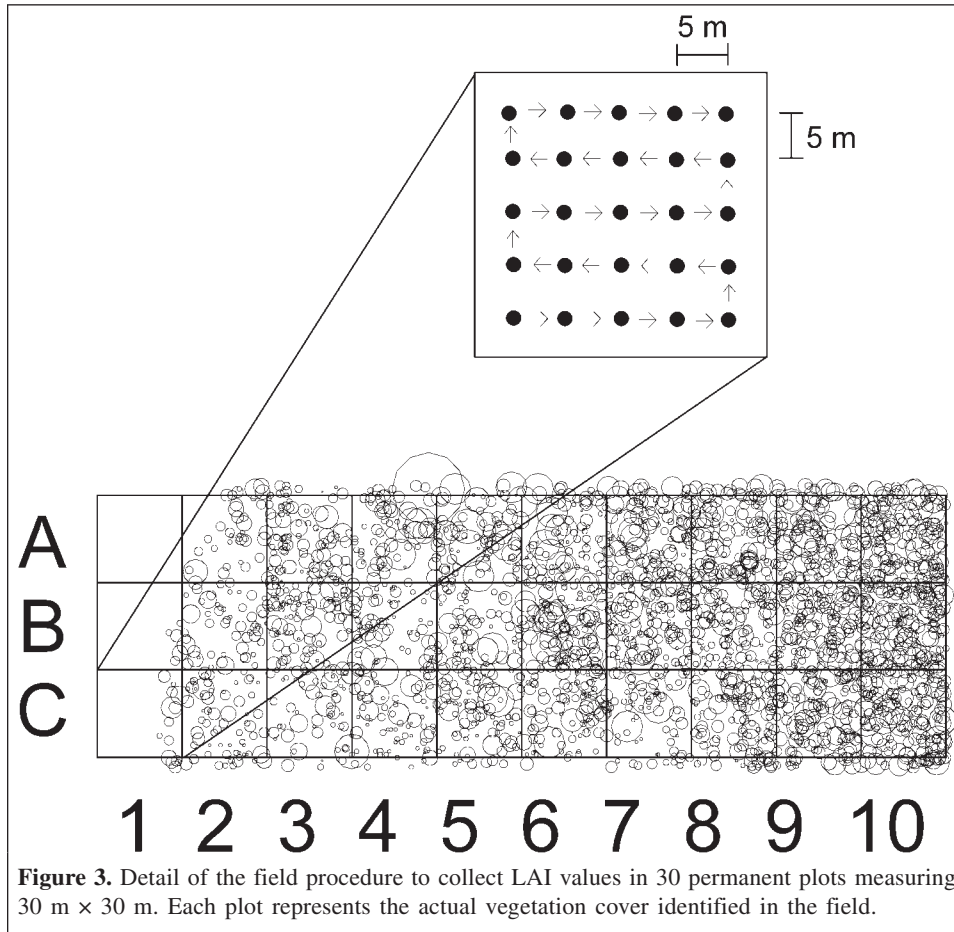 5 m
5 m
A
B
C
1 2 3 4 5 6 7 8 9 10
Figure 3. Detail of the field procedure to collect LAI values in 30 permanent plots measuring
30 m × 30 m. Each plot represents the actual vegetation cover identified in the field.